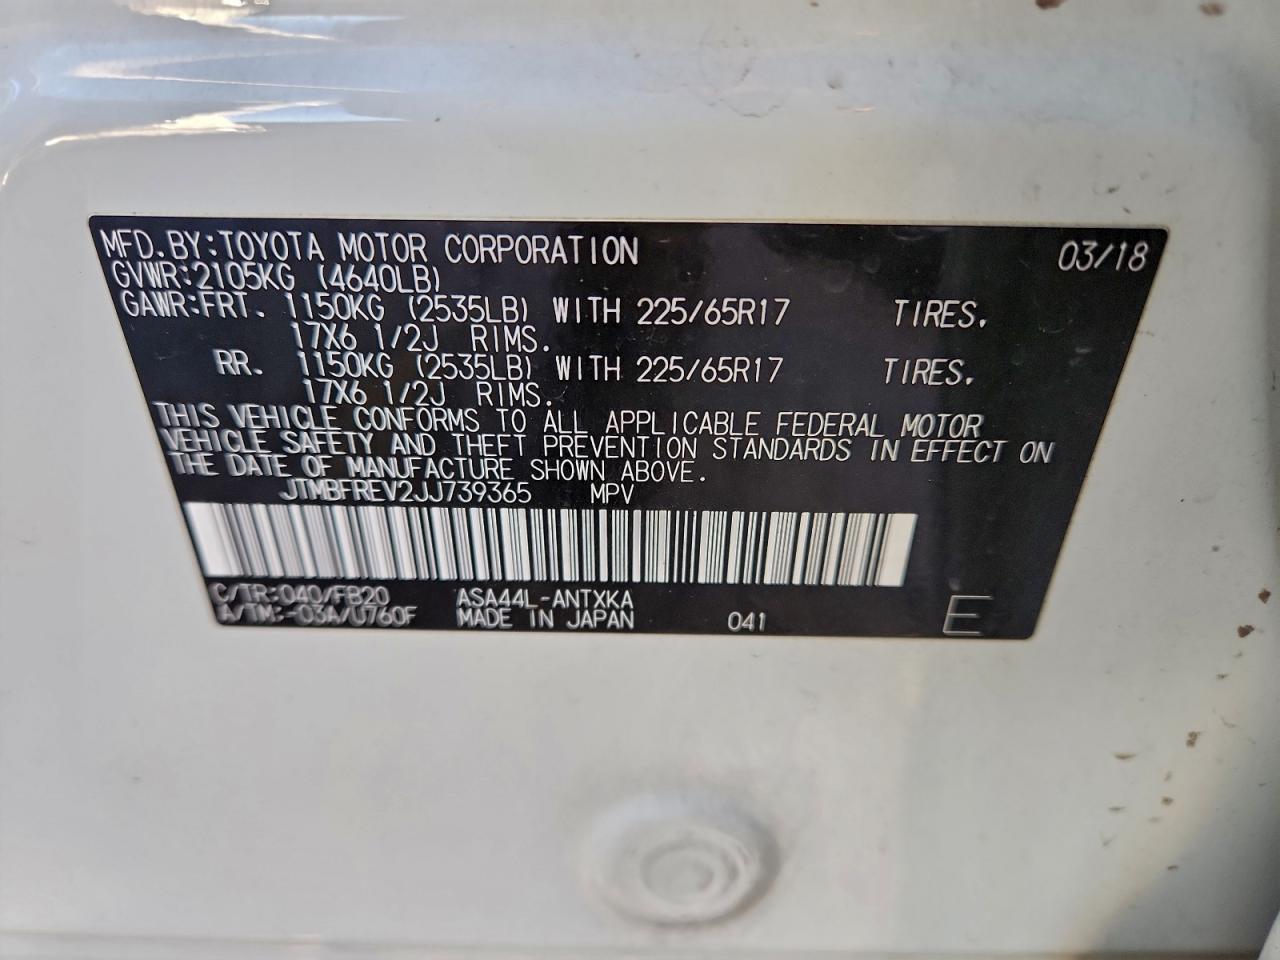 MFD.BY:TOYOTA MOTOR CORPORATION 03/18
GVWR:2105KG (4640LB)
GAWR:FRT. 1150KG (2535LB) WITH 225/65R17 TIRES.
17X6 1/2J RIMS.
RR. 1150KG (2535LB) WITH 225/65R17 TIRES.
17X6 1/2J RIMS.
THIS VEHICLE CONFORMS TO ALL APPLICABLE FEDERAL MOTOR
VEHICLE SAFETY AND THEFT PREVENTION STANDARDS IN EFFECT ON
THE DATE OF MANUFACTURE SHOWN ABOVE.
JTMBFREV2JJ739365 MPV
C/TR:040/FB20 ASA44L-ANTXKA
A/TM:-03A/U760F MADE IN JAPAN 041 E